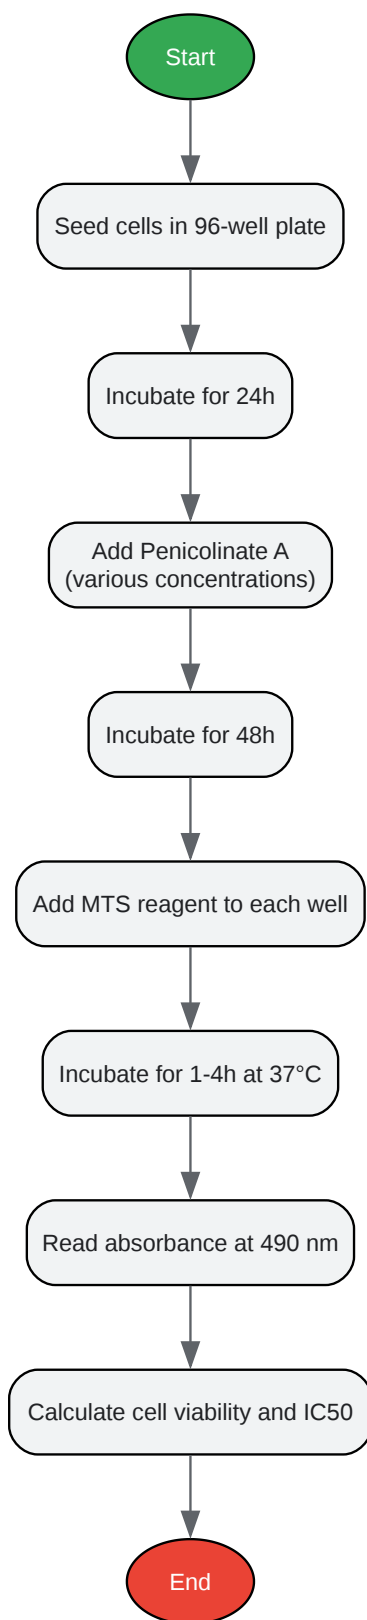 Start
Seed cells in 96-well plate
Incubate for 24h
Add Penicolinate A
(various concentrations)
Incubate for 48h
Add MTS reagent to each well
Incubate for 1-4h at 37°C
Read absorbance at 490 nm
Calculate cell viability and IC50
End